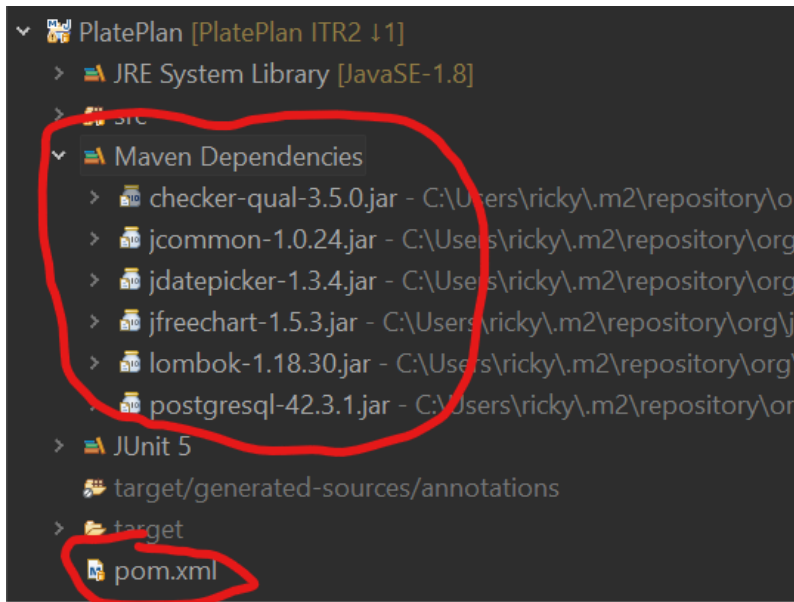 PlatePlan [PlatePlan ITR2 ↓1]
JRE System Library [JavaSE-1.8]
src
Maven Dependencies
checker-qual-3.5.0.jar - C:\Users\ricky\.m2\repository\o
jcommon-1.0.24.jar - C:\Users\ricky\.m2\repository\org
jdatepicker-1.3.4.jar - C:\Users\ricky\.m2\repository\org
jfreechart-1.5.3.jar - C:\Users\ricky\.m2\repository\org\j
lombok-1.18.30.jar - C:\Users\ricky\.m2\repository\org\
postgresql-42.3.1.jar - C:\Users\ricky\.m2\repository\or
JUnit 5
target/generated-sources/annotations
target
pom.xml